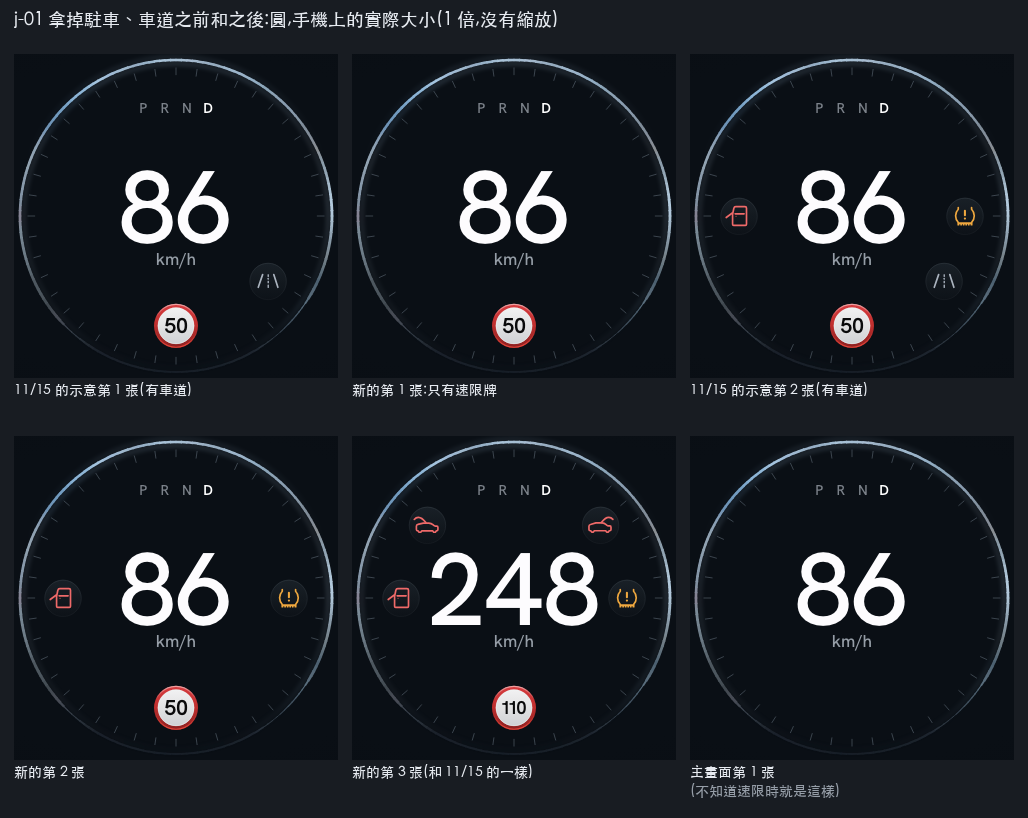 j-01 拿掉駐車、車道之前和之後:圓,手機上的實際大小(1 倍,沒有縮放)
P R N D
86
km/h
50
11/15 的示意第 1 張(有車道)
P R N D
86
km/h
50
新的第 1 張:只有速限牌
P R N D
86
km/h
50
11/15 的示意第 2 張(有車道)
P R N D
86
km/h
50
新的第 2 張
P R N D
248
km/h
110
新的第 3 張(和 11/15 的一樣)
P R N D
86
km/h
主畫面第 1 張
(不知道速限時就是這樣)